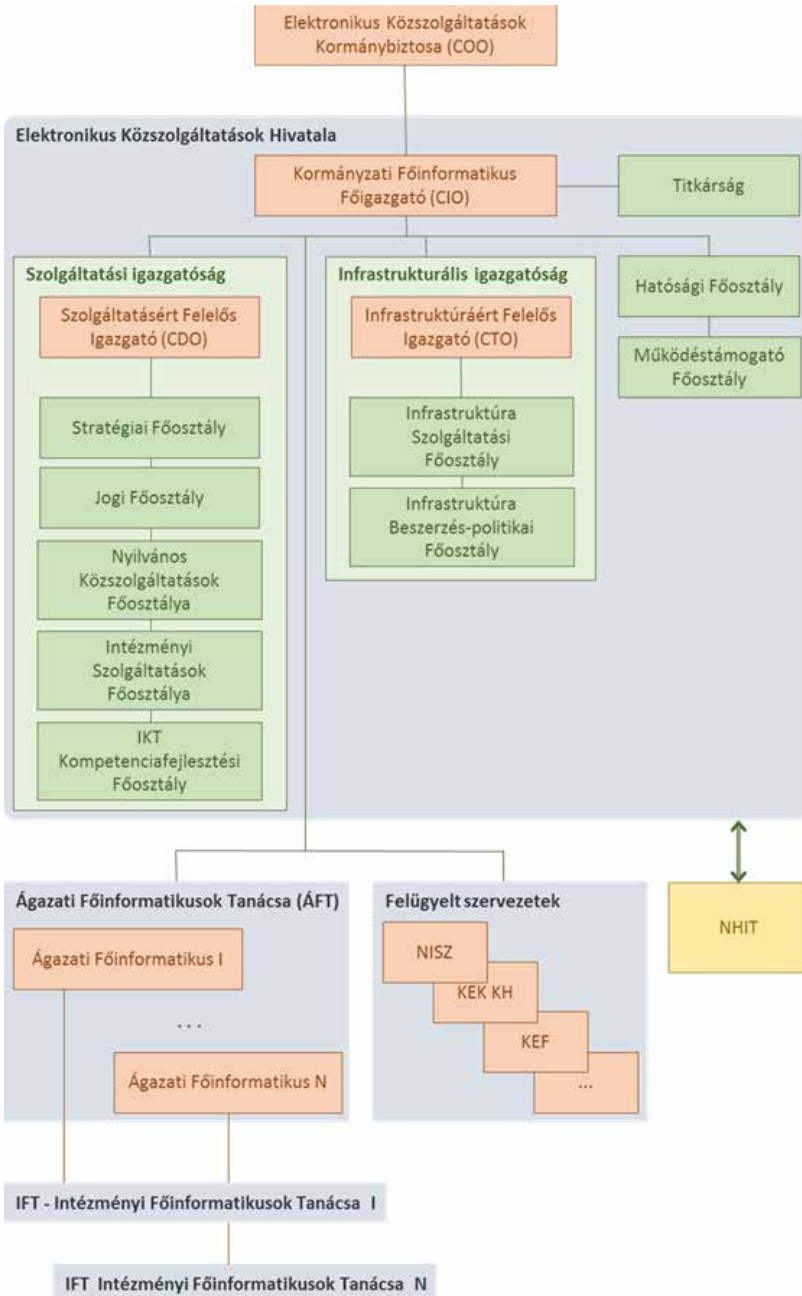 Elektronikus Közszolgáltatások
Kormánybiztosa (COO)
Elektronikus Közszolgáltatások Hivatala
Kormányzati Főinformatikus
Főigazgató (CIO)
Titkárság
Szolgáltatási igazgatóság
Szolgáltatásért Felelős
Igazgató (CDO)
Stratégiai Főosztály
Jogi Főosztály
Nyilvános
Közszolgáltatások
Főosztálya
Intézményi
Szolgáltatások
Főosztálya
IKT
Kompetenciafejlesztési
Főosztály
Infrastrukturális igazgatóság
Infrastruktúráért Felelős
Igazgató (CTO)
Infrastruktúra
Szolgáltatási
Főosztály
Infrastruktúra
Beszerzés-politikai
Főosztály
Hatósági Főosztály
Működéstámogató
Főosztály
Ágazati Főinformatikusok Tanácsa (ÁFT)
Ágazati Főinformatikus I
...
Ágazati Főinformatikus N
Felügyelt szervezetek
NISZ
KEK KH
KEF
...
NHIT
IFT - Intézményi Főinformatikusok Tanácsa I
IFT Intézményi Főinformatikusok Tanácsa N